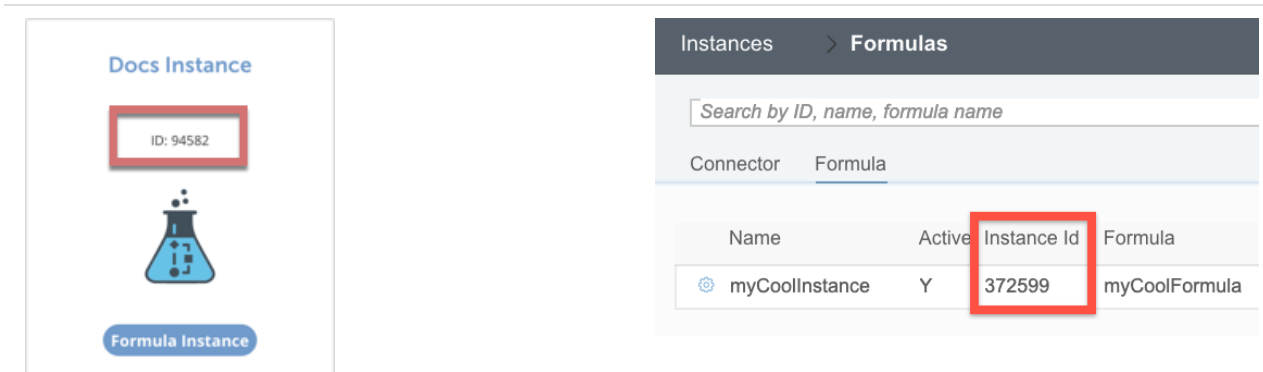 Docs Instance
ID: 94582
Formula Instance
Instances > Formulas
Search by ID, name, formula name
Connector Formula
Name Active Instance Id Formula
myCoolInstance Y 372599 myCoolFormula